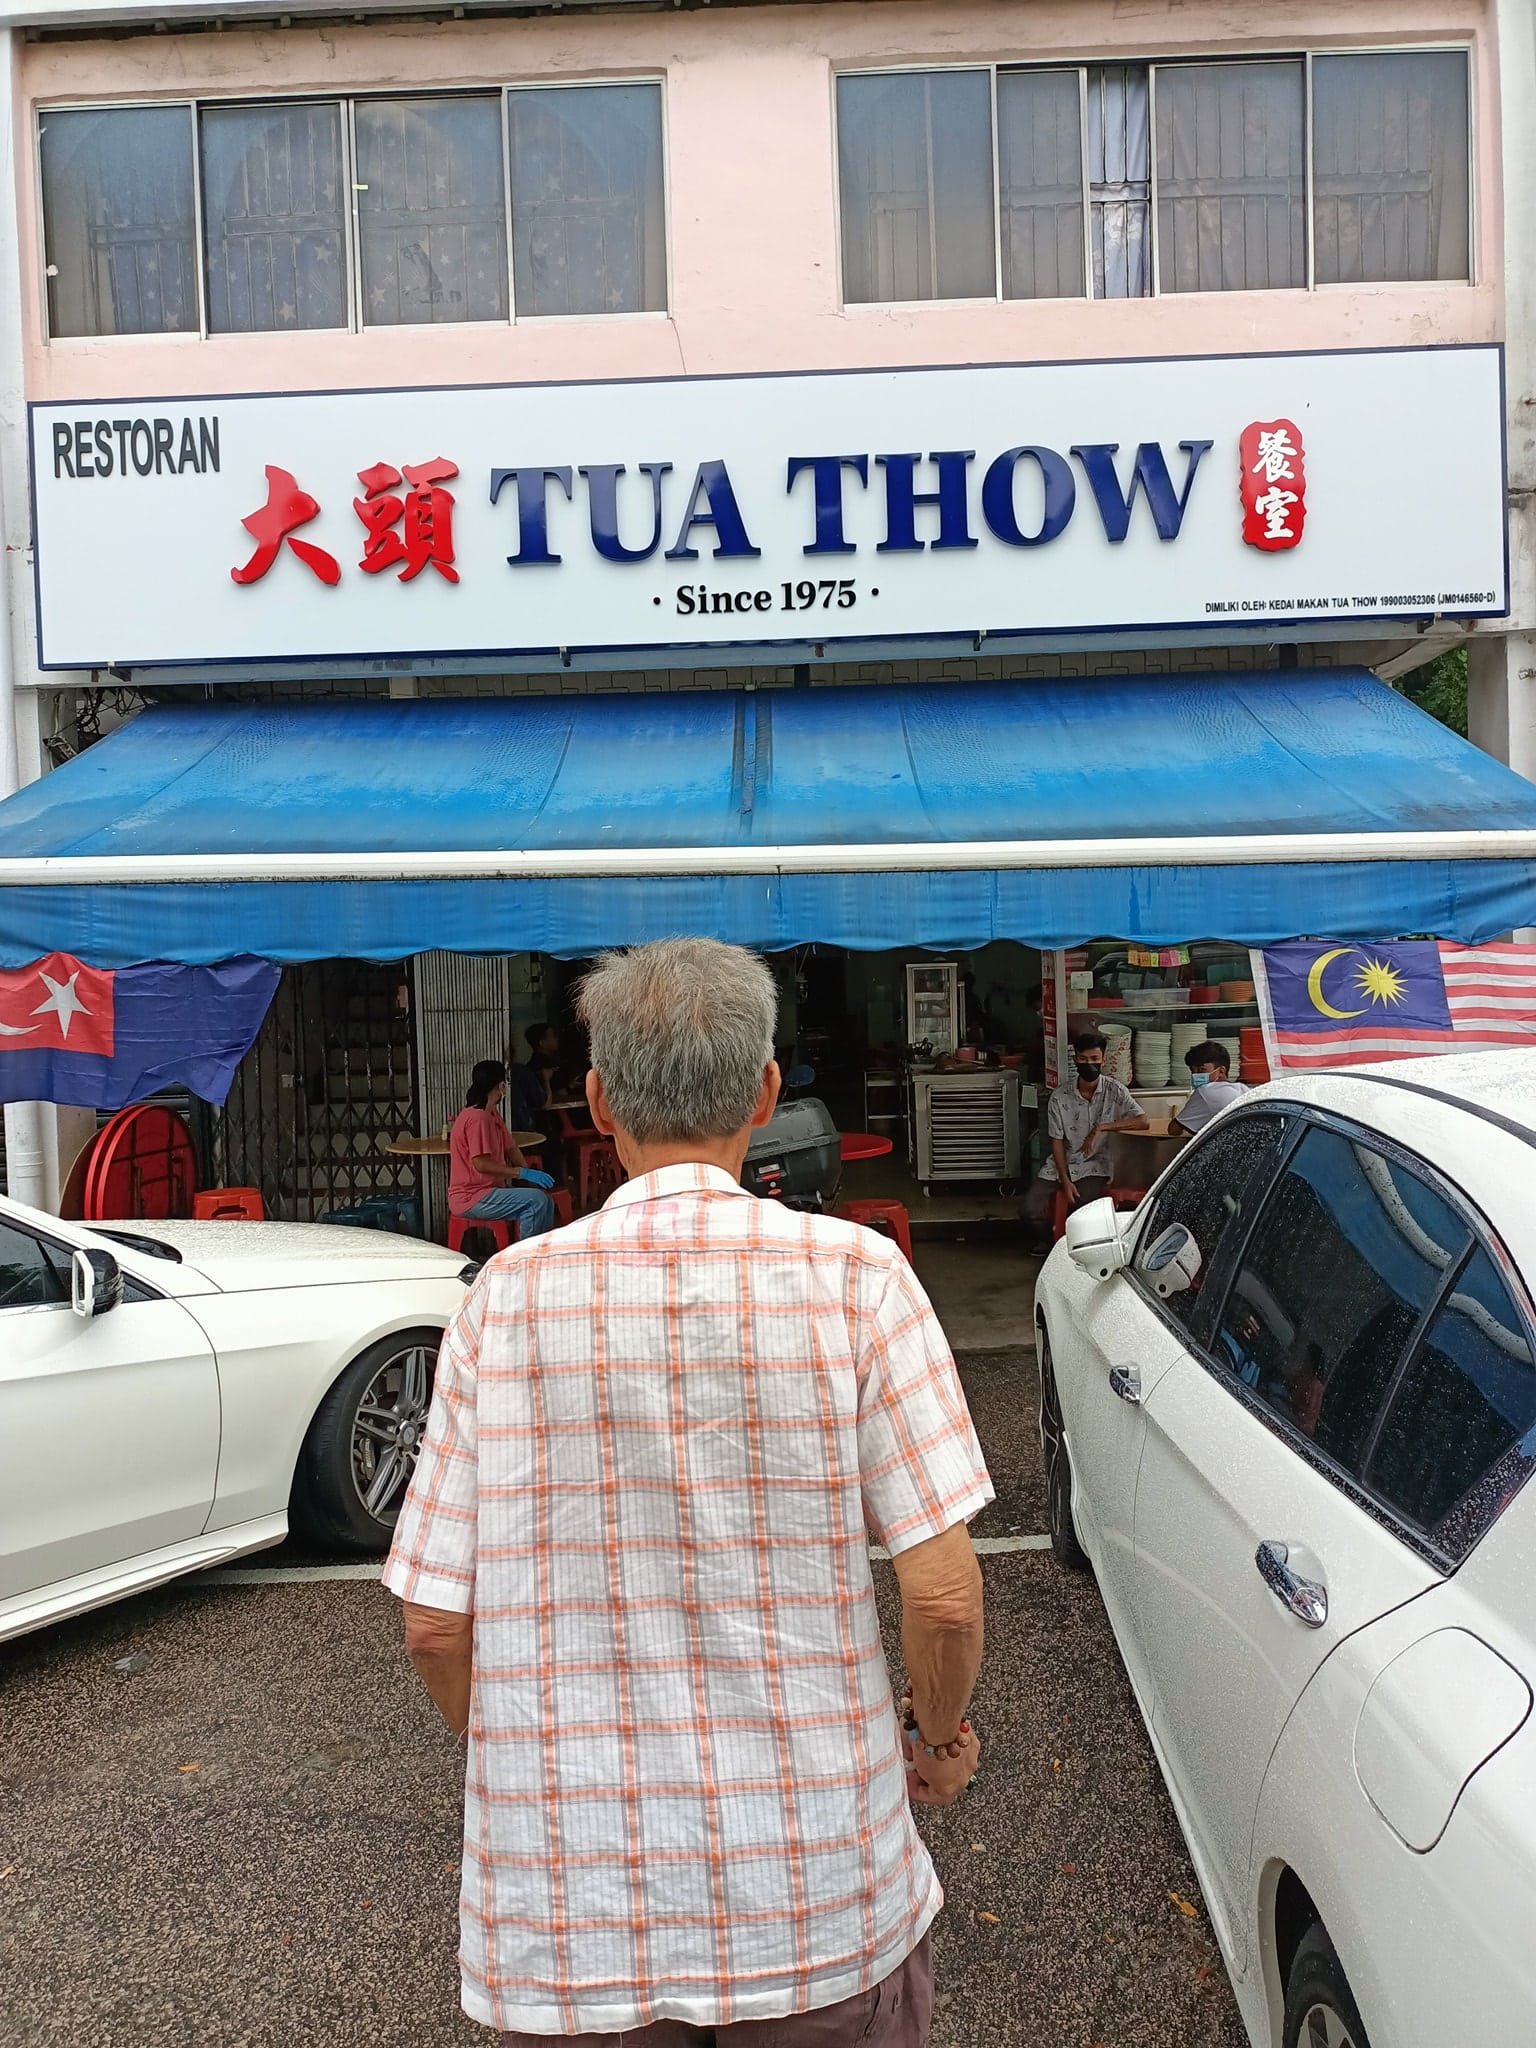 RESTORAN
大頭 TUA THOW 餐室
· Since 1975 ·
DIMILIKI OLEH: KEDAI MAKAN TUA THOW 199003052306 (JM0146560-D)